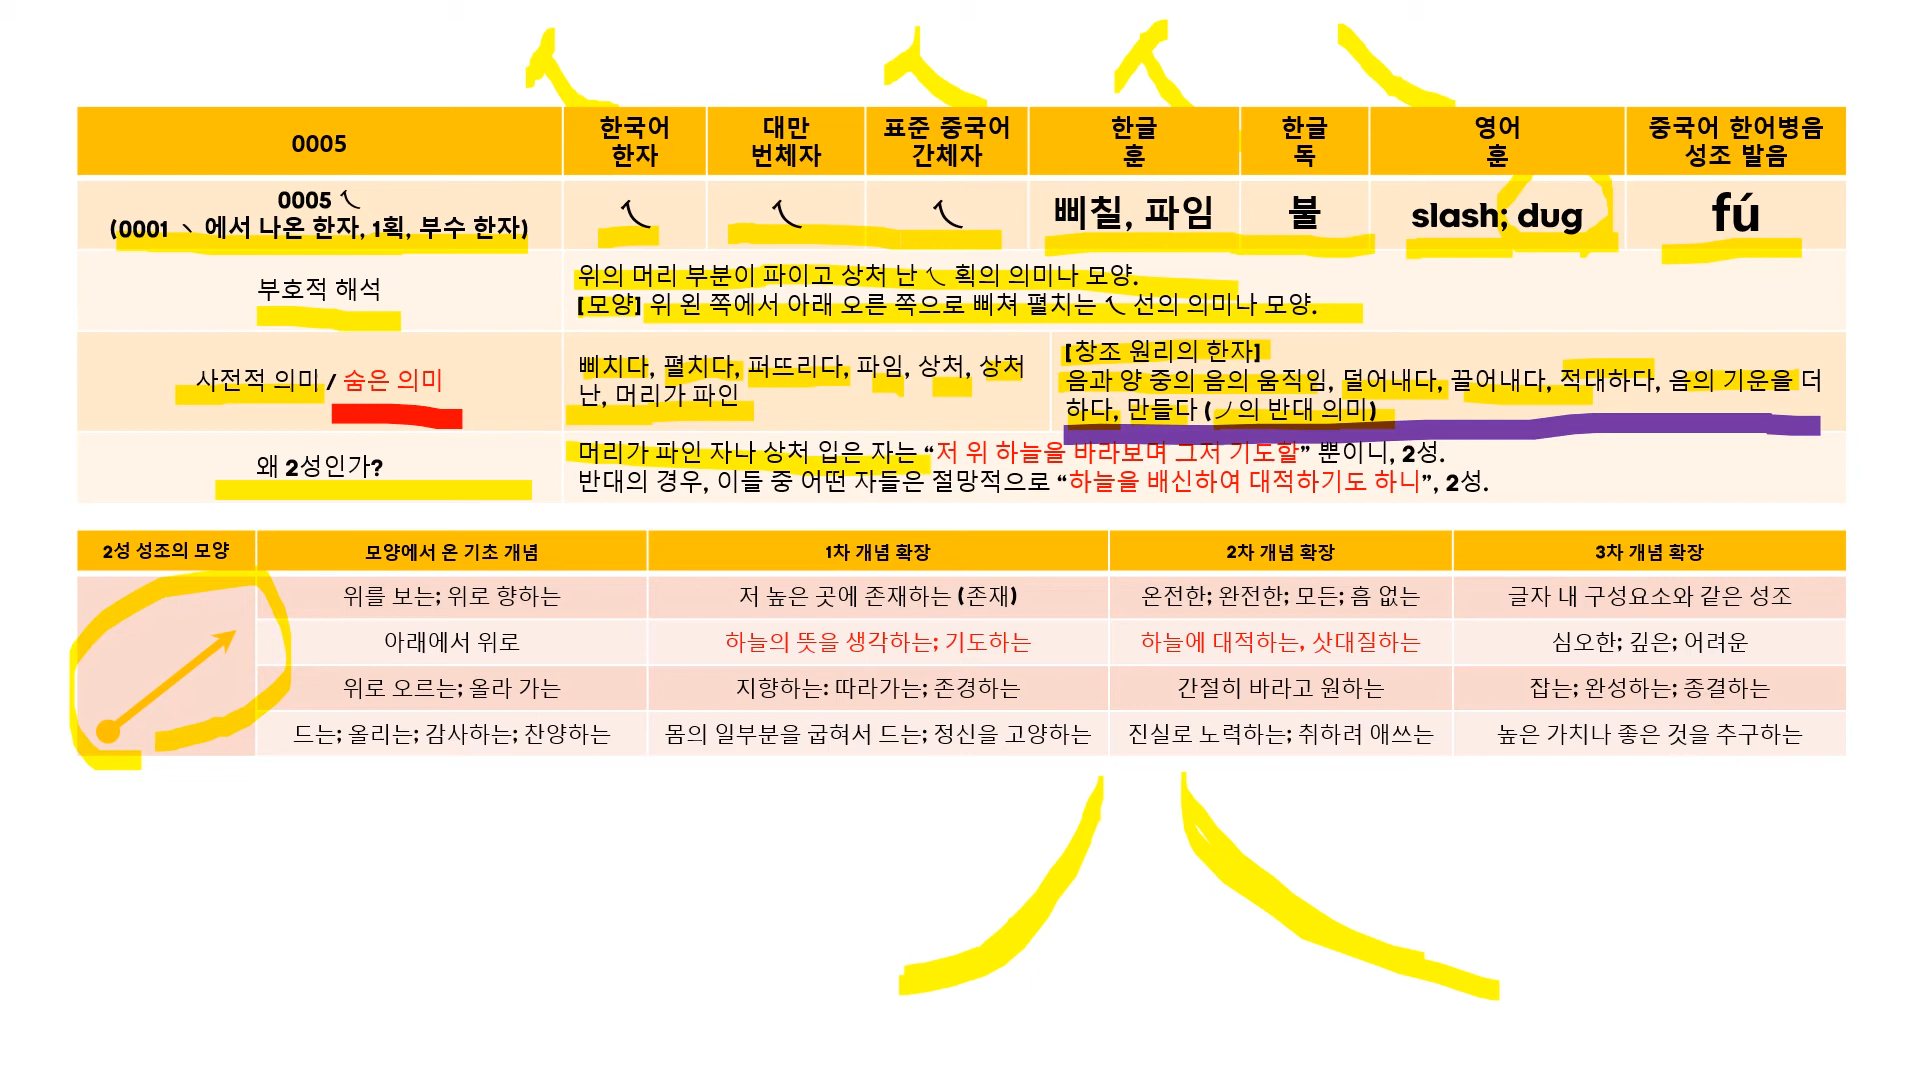 0005
한국어
한자
대만
번체자
표준 중국어
간체자
한글
훈
한글
독
영어
훈
중국어 한어병음
성조 발음
0005 ㇏
(0001 丶 에서 나온 한자, 1획, 부수 한자)
㇏
㇏
㇏
삐칠, 파임
불
slash; dug
fú
부호적 해석
위의 머리 부분이 파이고 상처 난 ㇏ 획의 의미나 모양.
[모양] 위 왼 쪽에서 아래 오른 쪽으로 삐쳐 펼치는 ㇏ 선의 의미나 모양.
사전적 의미 / 숨은 의미
삐치다, 펼치다, 퍼뜨리다, 파임, 상처, 상처
난, 머리가 파인
[창조 원리의 한자]
음과 양 중의 음의 움직임, 덜어내다, 끌어내다, 적대하다, 음의 기운을 더
하다, 만들다 (丿의 반대 의미)
왜 2성인가?
머리가 파인 자나 상처 입은 자는 “저 위 하늘을 바라보며 그저 기도할” 뿐이니, 2성.
반대의 경우, 이들 중 어떤 자들은 절망적으로 “하늘을 배신하여 대적하기도 하니”, 2성.
2성 성조의 모양
모양에서 온 기초 개념
1차 개념 확장
2차 개념 확장
3차 개념 확장
위를 보는; 위로 향하는
저 높은 곳에 존재하는 (존재)
온전한; 완전한; 모든; 흠 없는
글자 내 구성요소와 같은 성조
아래에서 위로
하늘의 뜻을 생각하는; 기도하는
하늘에 대적하는, 삿대질하는
심오한; 깊은; 어려운
위로 오르는; 올라 가는
지향하는: 따라가는; 존경하는
간절히 바라고 원하는
잡는; 완성하는; 종결하는
드는; 올리는; 감사하는; 찬양하는
몸의 일부분을 굽혀서 드는; 정신을 고양하는
진실로 노력하는; 취하려 애쓰는
높은 가치나 좋은 것을 추구하는